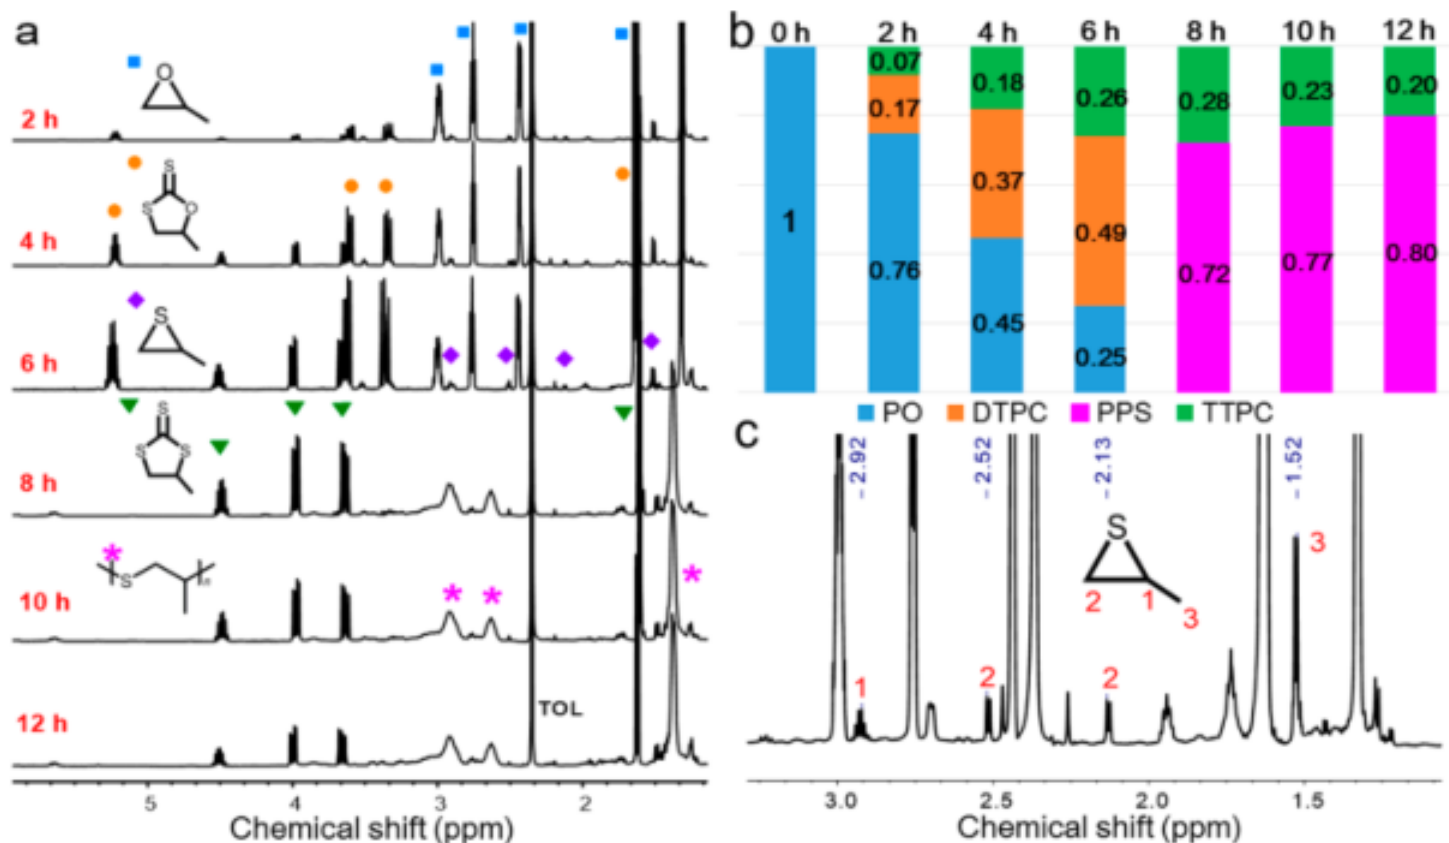 a
O
2 h
S
S
O
4 h
S
6 h
S
S
S
8 h
S
n
10 h
12 h
TOL
5
4
3
2
Chemical shift (ppm)
b
0 h
2 h
4 h
6 h
8 h
10 h
12 h
1
0.07
0.17
0.76
0.18
0.37
0.45
0.26
0.49
0.25
0.28
0.72
0.23
0.77
0.20
0.80
PO
DTPC
PPS
TTPC
c
2.92
2.52
2.13
1.52
S
2
1
3
1
2
2
3
3.0
2.5
2.0
1.5
Chemical shift (ppm)